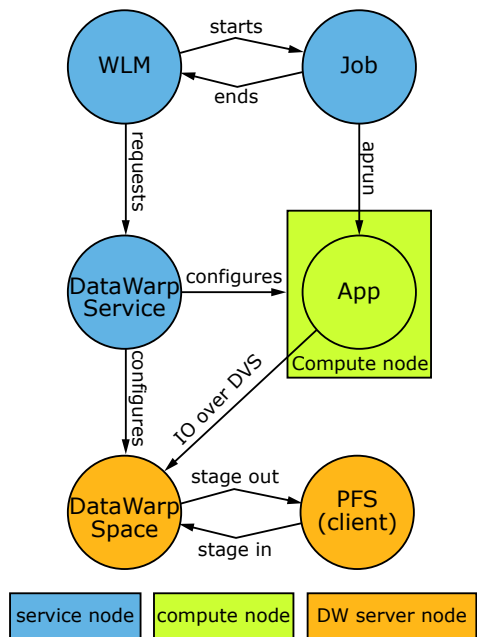 starts
WLM
Job
ends
requests
aprun
DataWarp
Service
configures
App
Compute node
configures
IO over DVS
DataWarp
Space
stage out
PFS
(client)
stage in
service node
compute node
DW server node